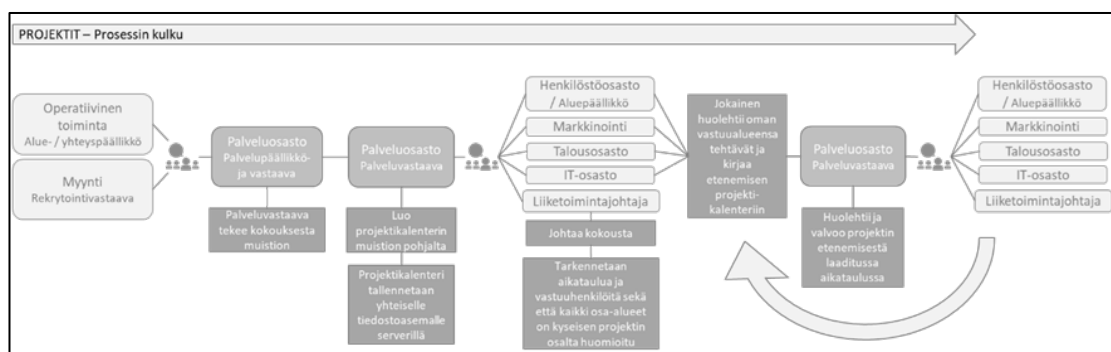 PROJEKTIT – Prosessin kulku
Operatiivinen
toiminta
Alue- / yhteyspäällikkö
Myynti
Rekrytointivastaava
Palveluosasto
Palvelupäällikkö-
ja vastaava
Palveluvastaava
tekee kokouksesta
muistion
Palveluosasto
Palveluvastaava
Luo
projektikalenterin
muistion pohjalta
Projektikalenteri
tallennetaan
yhteiselle
tiedostoasemalle
serverillä
Henkilöstöosasto
/ Aluepäällikkö
Markkinointi
Talousosasto
IT-osasto
Liiketoimintajohtaja
Johtaa kokousta
Tarkennetaan
aikataulua ja
vastuuhenkilöitä sekä
että kaikki osa-alueet
on kyseisen projektin
osalta huomioitu
Jokainen
huolehtii oman
vastuualueensa
tehtävät ja
kirjaa
etenemisen
projekti-
kalenteriin
Palveluosasto
Palveluvastaava
Huolehtii ja
valvoo projektin
etenemisestä
laaditussa
aikataulussa
Henkilöstöosasto
/ Aluepäällikkö
Markkinointi
Talousosasto
IT-osasto
Liiketoimintajohtaja